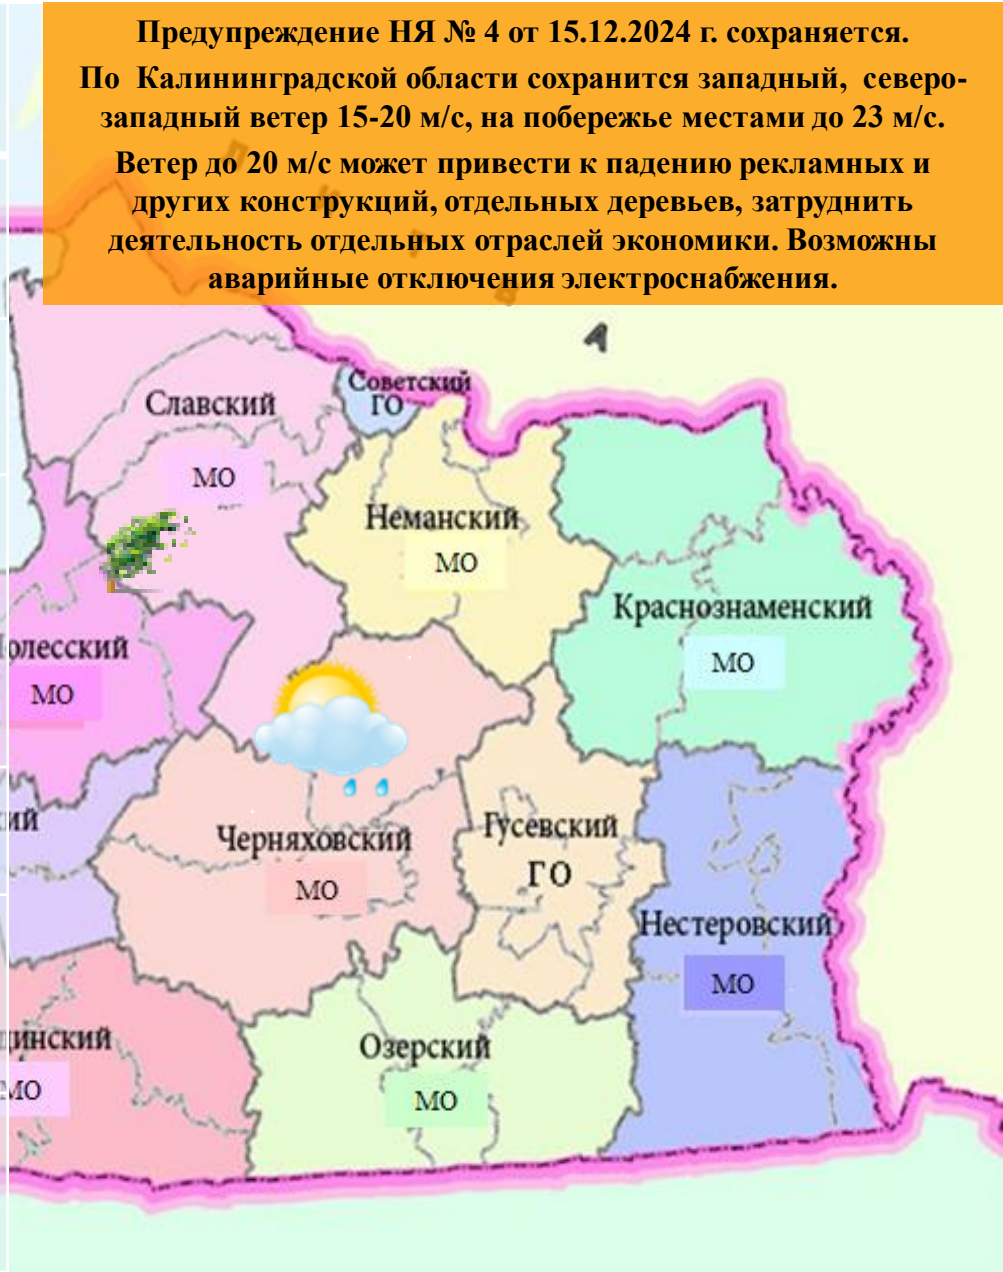 Предупреждение НЯ № 4 от 15.12.2024 г. сохраняется.
По Калининградской области сохранится западный, северо-
западный ветер 15-20 м/с, на побережье местами до 23 м/с.
Ветер до 20 м/с может привести к падению рекламных и
других конструкций, отдельных деревьев, затруднить
деятельность отдельных отраслей экономики. Возможны
аварийные отключения электроснабжения.
А
Советский
ГО
Славский
МО
Неманский
МО
Краснознаменский
МО
олесский
МО
ий
Черняховский
МО
Гусевский
ГО
Нестеровский
МО
динский
МО
Озерский
МО